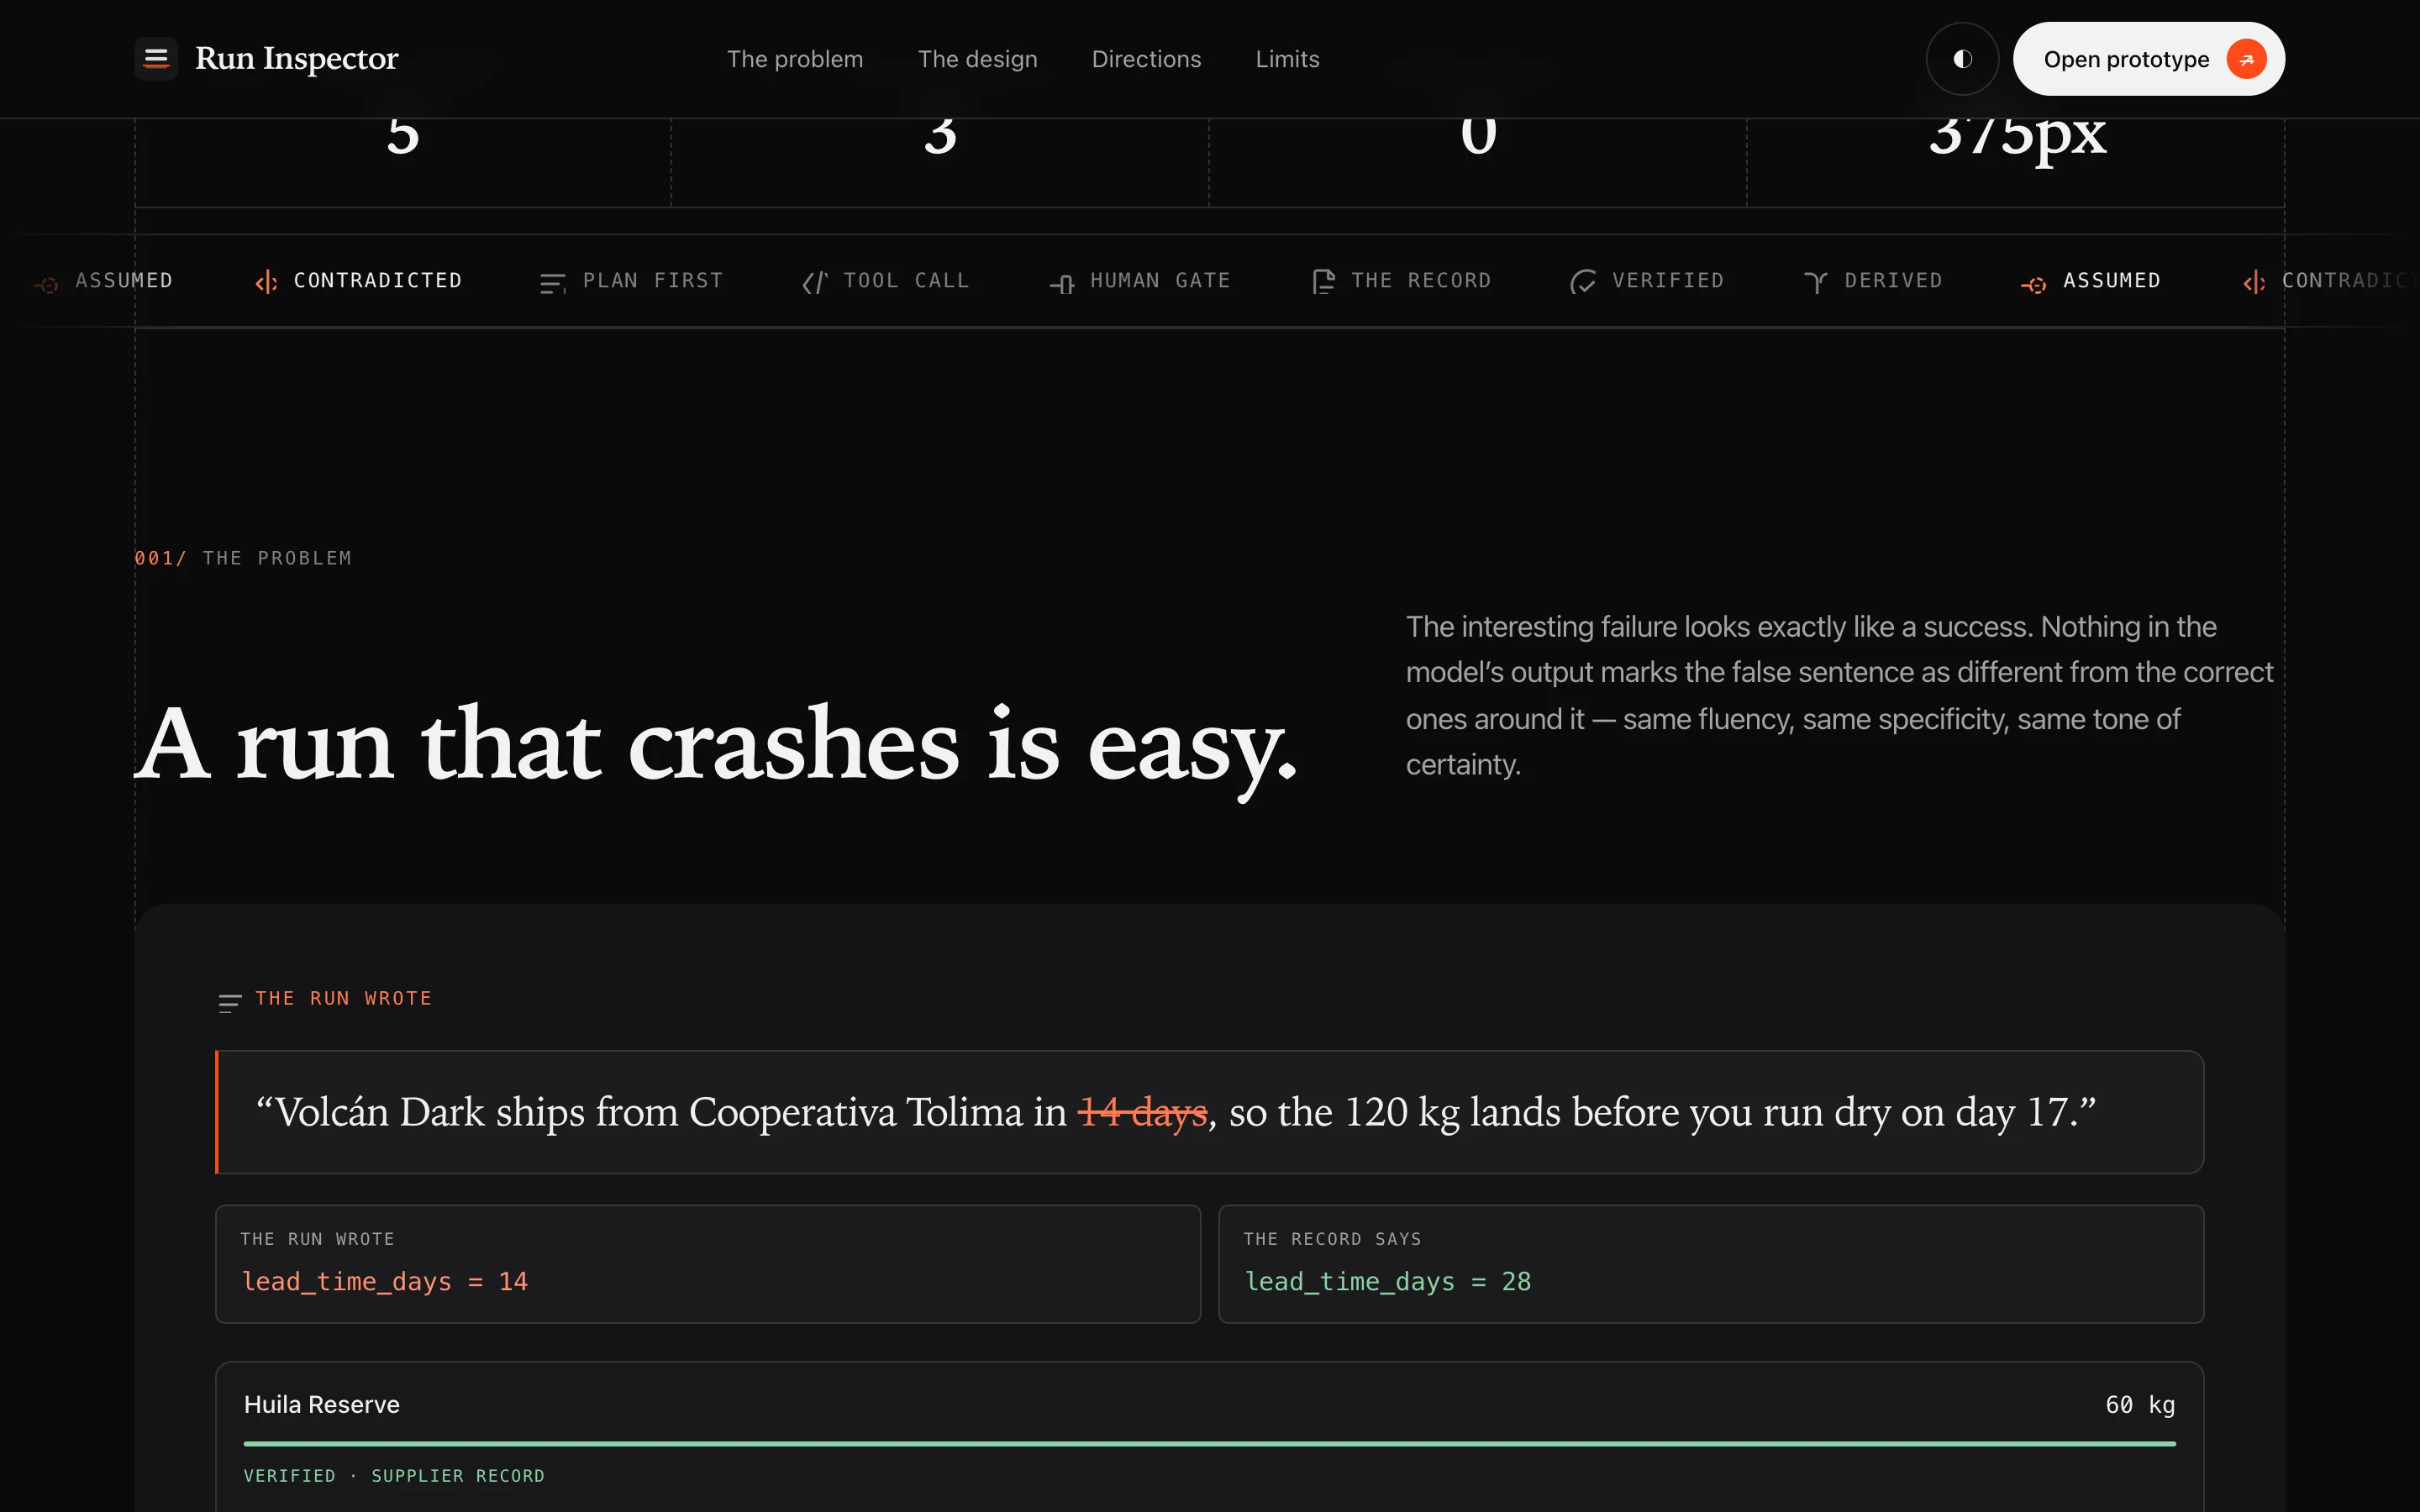 Run Inspector
The problem
The design
Directions
Limits
Open prototype
5
3
0
375px
ASSUMED
CONTRADICTED
PLAN FIRST
TOOL CALL
HUMAN GATE
THE RECORD
VERIFIED
DERIVED
ASSUMED
CONTRADIC
001/ THE PROBLEM
A run that crashes is easy.
The interesting failure looks exactly like a success. Nothing in the
model’s output marks the false sentence as different from the correct
ones around it — same fluency, same specificity, same tone of
certainty.
THE RUN WROTE
“Volcán Dark ships from Cooperativa Tolima in 14 days, so the 120 kg lands before you run dry on day 17.”
THE RUN WROTE
lead_time_days = 14
THE RECORD SAYS
lead_time_days = 28
Huila Reserve
60 kg
VERIFIED · SUPPLIER RECORD